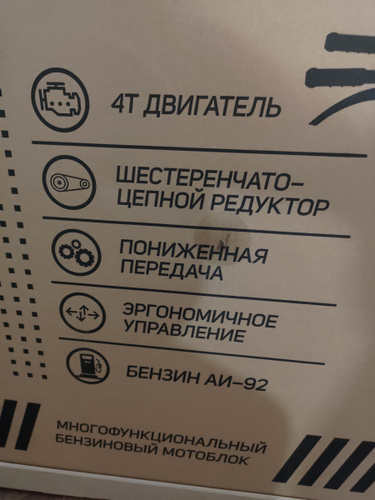 4Т ДВИГАТЕЛЬ
ШЕСТЕРЕНЧАТО-
ЦЕПНОЙ РЕДУКТОР
ПОНИЖЕННАЯ
ПЕРЕДАЧА
ЭРГОНОМИЧНОЕ
УПРАВЛЕНИЕ
БЕНЗИН АИ-92
МНОГОФУНКЦИОНАЛЬНЫЙ
БЕНЗИНОВЫЙ МОТОБЛОК